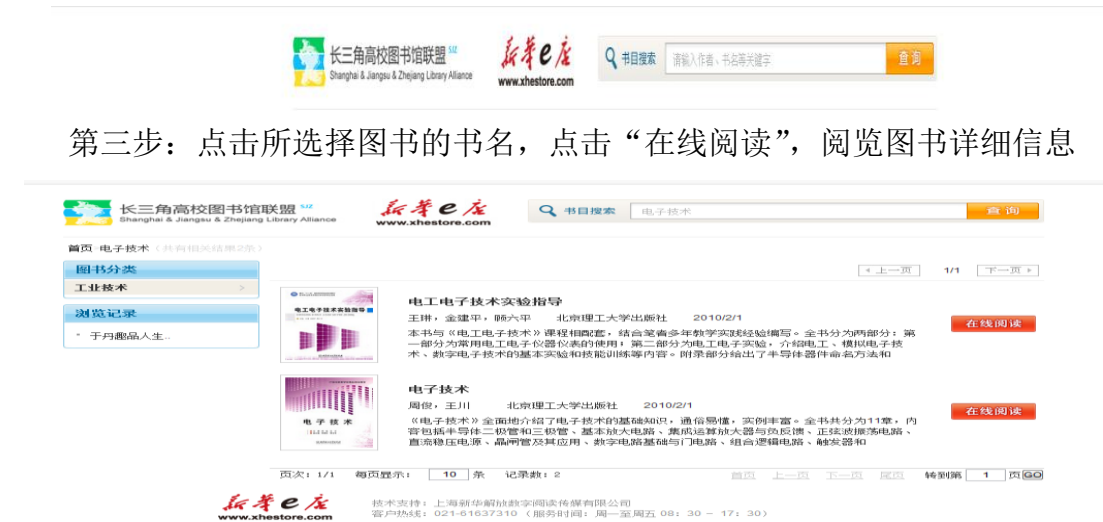 长三角高校图书馆联盟 SJZ
Shanghai & Jiangsu & Zhejiang Library Alliance
新华e店
www.xhestore.com
书目搜索 请输入作者、书名等关键字 查询
第三步：点击所选择图书的书名，点击“在线阅读”，阅览图书详细信息
长三角高校图书馆联盟 SJZ
Shanghai & Jiangsu & Zhejiang Library Alliance
新华e店
www.xhestore.com
书目搜索 电子技术 查询
首页 电子技术（共有相关结果2条）
图书分类
工业技术 >
浏览记录
于丹趣品人生..
上一页 1/1 下一页
电工电子技术实验指导
电工电子技术实验指导
王琳，金建平，顾六平 北京理工大学出版社 2010/2/1
本书与《电工电子技术》课程相配套，结合笔者多年教学实践经验编写。全书分为两部分：第
一部分为常用电工电子仪器仪表的使用；第二部分为电工电子实验，介绍电工、模拟电子技
术、数字电子技术的基本实验和技能训练等内容。附录部分给出了半导体器件命名方法和
在线阅读
电子技术
电子技术
周俊，王川 北京理工大学出版社 2010/2/1
《电子技术》全面地介绍了电子技术的基础知识，通俗易懂，实例丰富。全书共分为11章，内
容包括半导体二极管和三极管、基本放大电路、集成运算放大器与负反馈、正弦波振荡电路、
直流稳压电源、晶闸管及其应用、数字电路基础与门电路、组合逻辑电路、触发器和
在线阅读
页次：1/1 每页显示： 10 条 记录数：2 首页 上一页 下一页 尾页 转到第 1 页 GO
新华e店
www.xhestore.com
技术支持：上海新华解放数字阅读传媒有限公司
客户热线：021-61637310（服务时间：周一至周五 08：30 - 17：30）